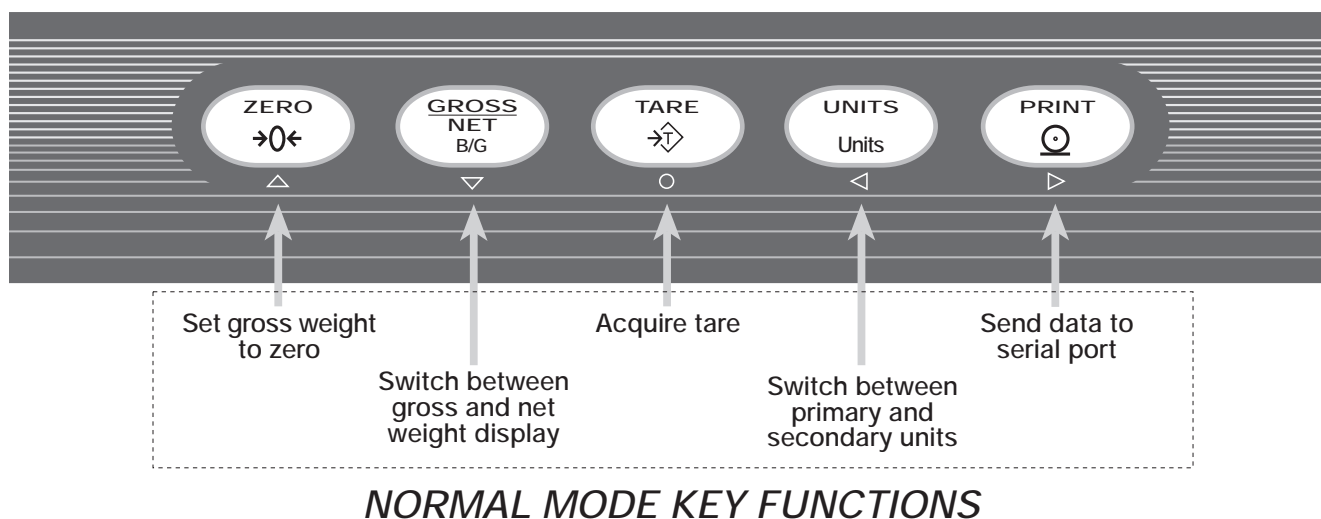 ZERO
→0←
GROSS
NET
B/G
TARE
→T
UNITS
Units
PRINT
Set gross weight
to zero
Switch between
gross and net
weight display
Acquire tare
Switch between
primary and
secondary units
Send data to
serial port
NORMAL MODE KEY FUNCTIONS